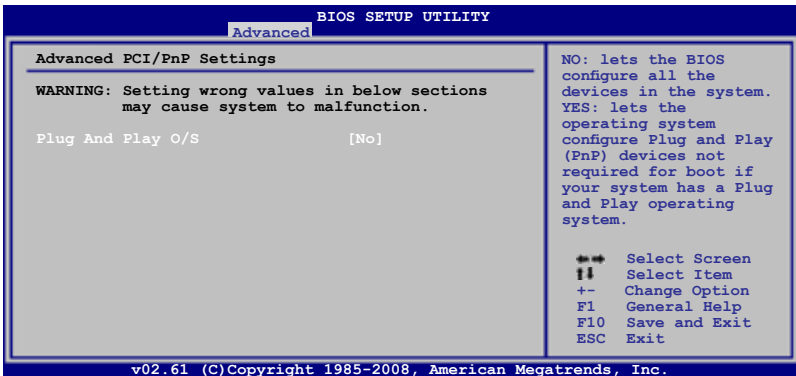 BIOS SETUP UTILITY
Advanced
Advanced PCI/PnP Settings
WARNING: Setting wrong values in below sections
may cause system to malfunction.
Plug And Play O/S [No]
NO: lets the BIOS
configure all the
devices in the system.
YES: lets the
operating system
configure Plug and Play
(PnP) devices not
required for boot if
your system has a Plug
and Play operating
system.
←→ Select Screen
↑↓ Select Item
+- Change Option
F1 General Help
F10 Save and Exit
ESC Exit
v02.61 (C)Copyright 1985-2008, American Megatrends, Inc.